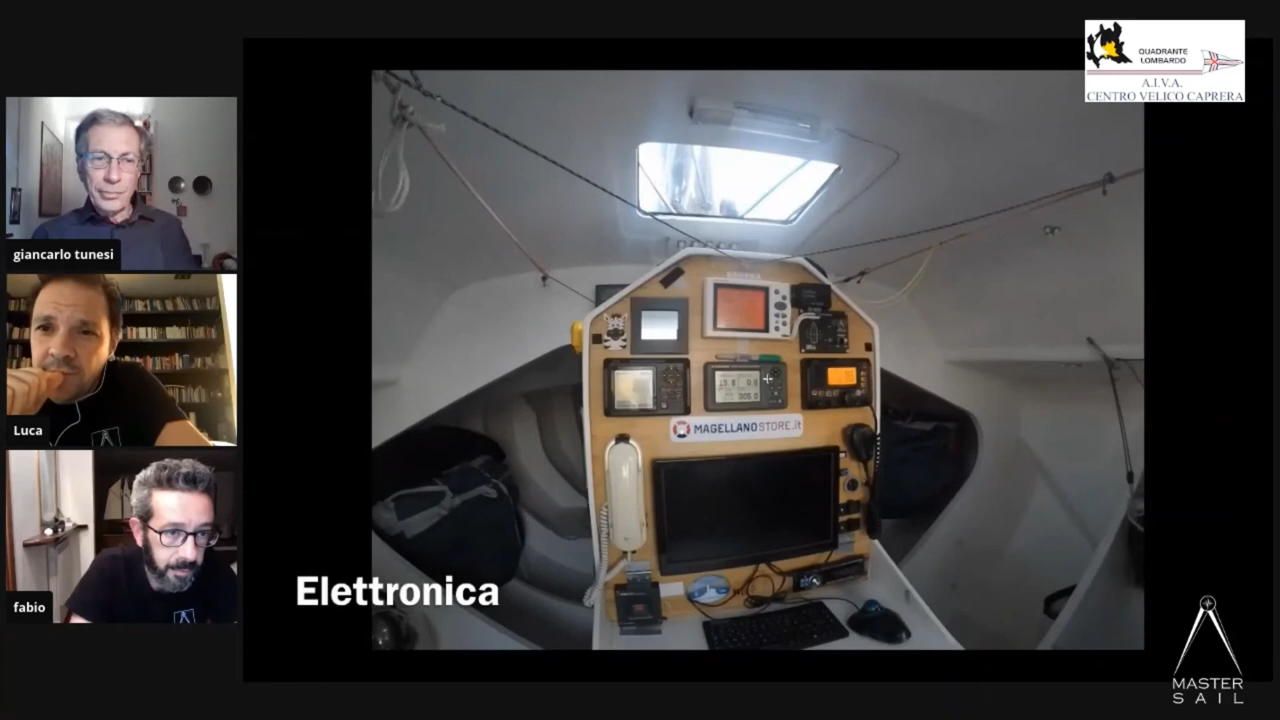 QUADRANTE
LOMBARDO
A.I.V.A.
CENTRO VELICO CAPRERA
giancarlo tunesi
Luca
fabio
MAGELLANOSTORE.it
Elettronica
MASTER
SAIL